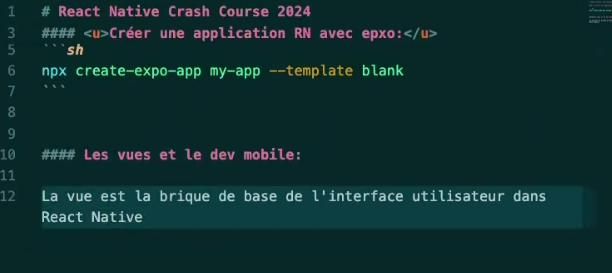 1 # React Native Crash Course 2024
3 #### <u>Créer une application RN avec epxo:</u>
5 ```sh
6 npx create-expo-app my-app --template blank
7 ```
8
9
10 #### Les vues et le dev mobile:
11
12 La vue est la brique de base de l'interface utilisateur dans
React Native